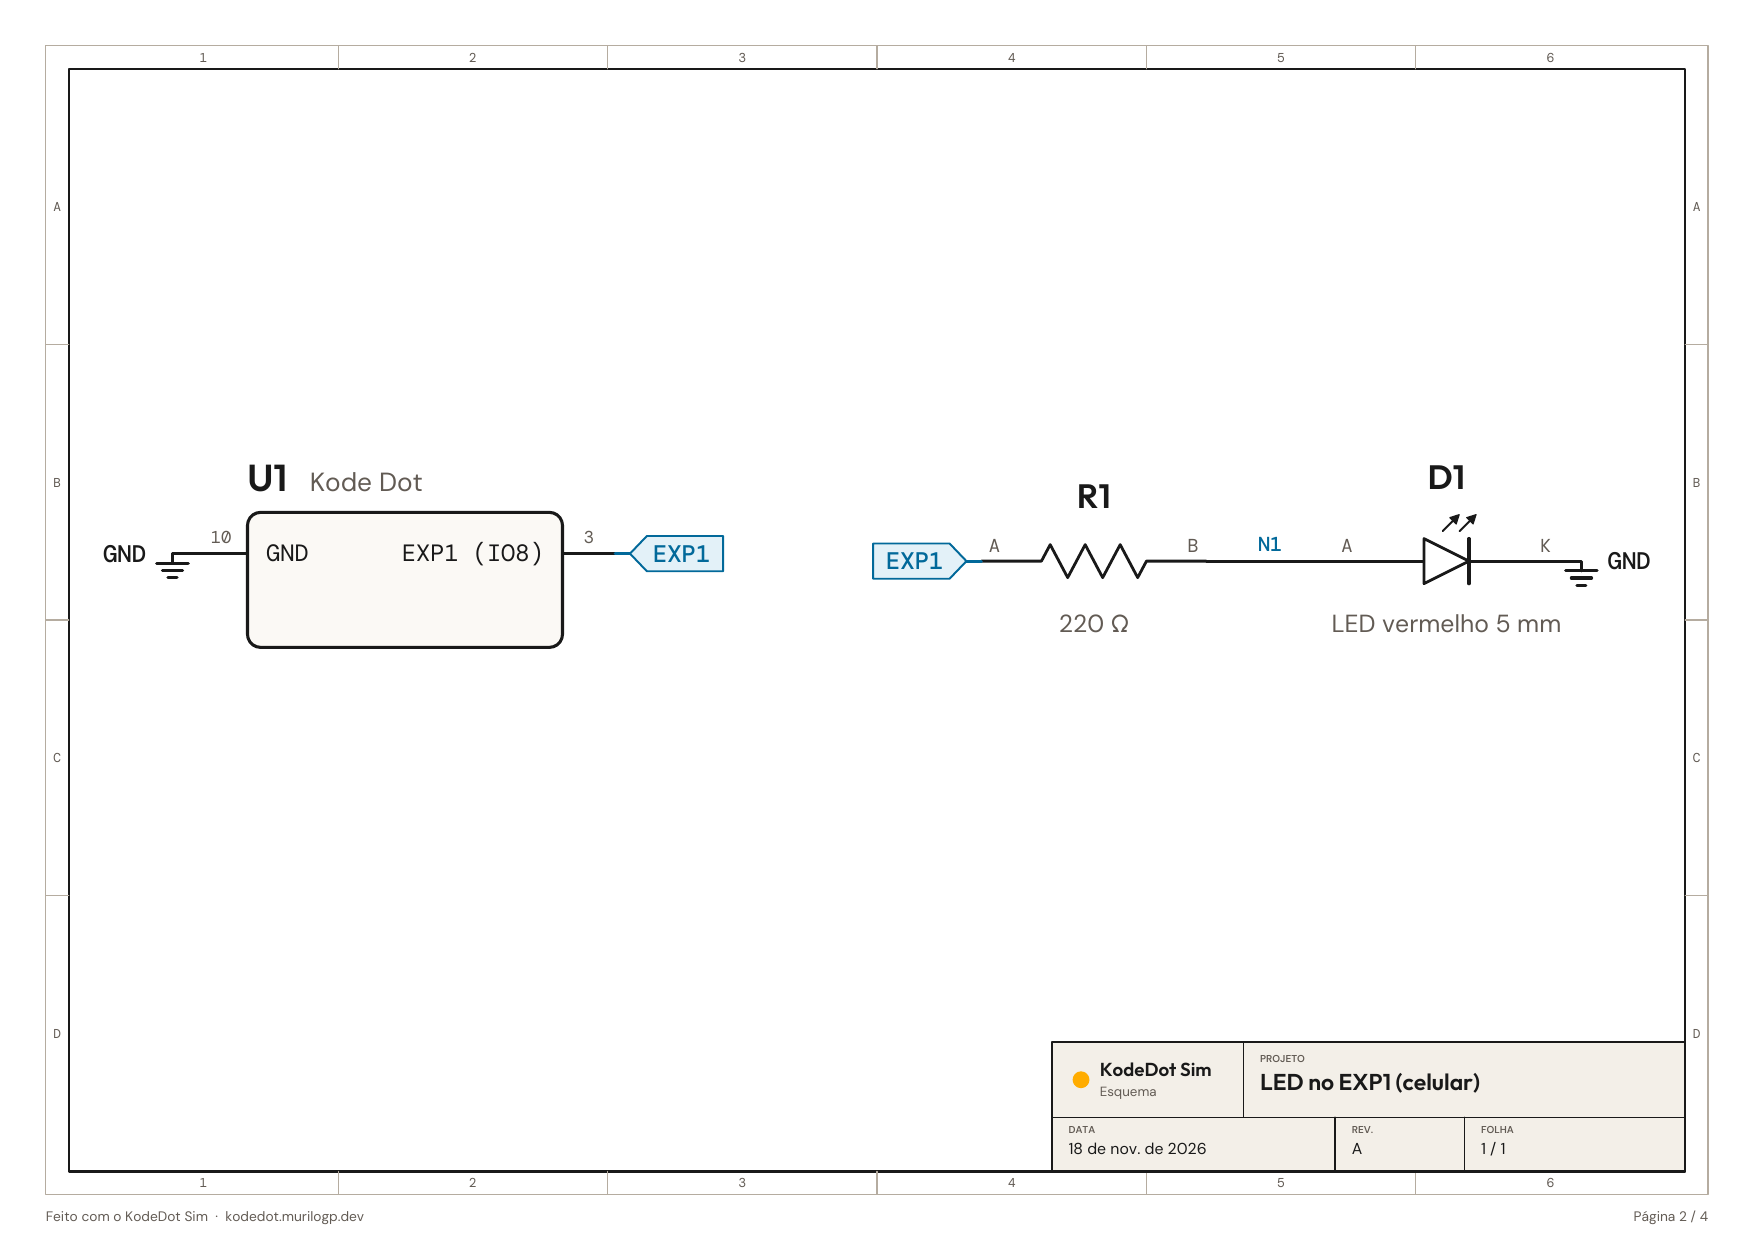 1 2 3 4 5 6
A A
B B
C C
D D
U1 Kode Dot
GND 10 GND EXP1 (IO8) 3 EXP1
R1
D1
EXP1 A B N1 A K GND
220 Ω
LED vermelho 5 mm
KodeDot Sim
Esquema
PROJETO
LED no EXP1 (celular)
DATA
18 de nov. de 2026
REV.
A
FOLHA
1 / 1
1 2 3 4 5 6
Feito com o KodeDot Sim · kodedot.murilogp.dev
Página 2 / 4